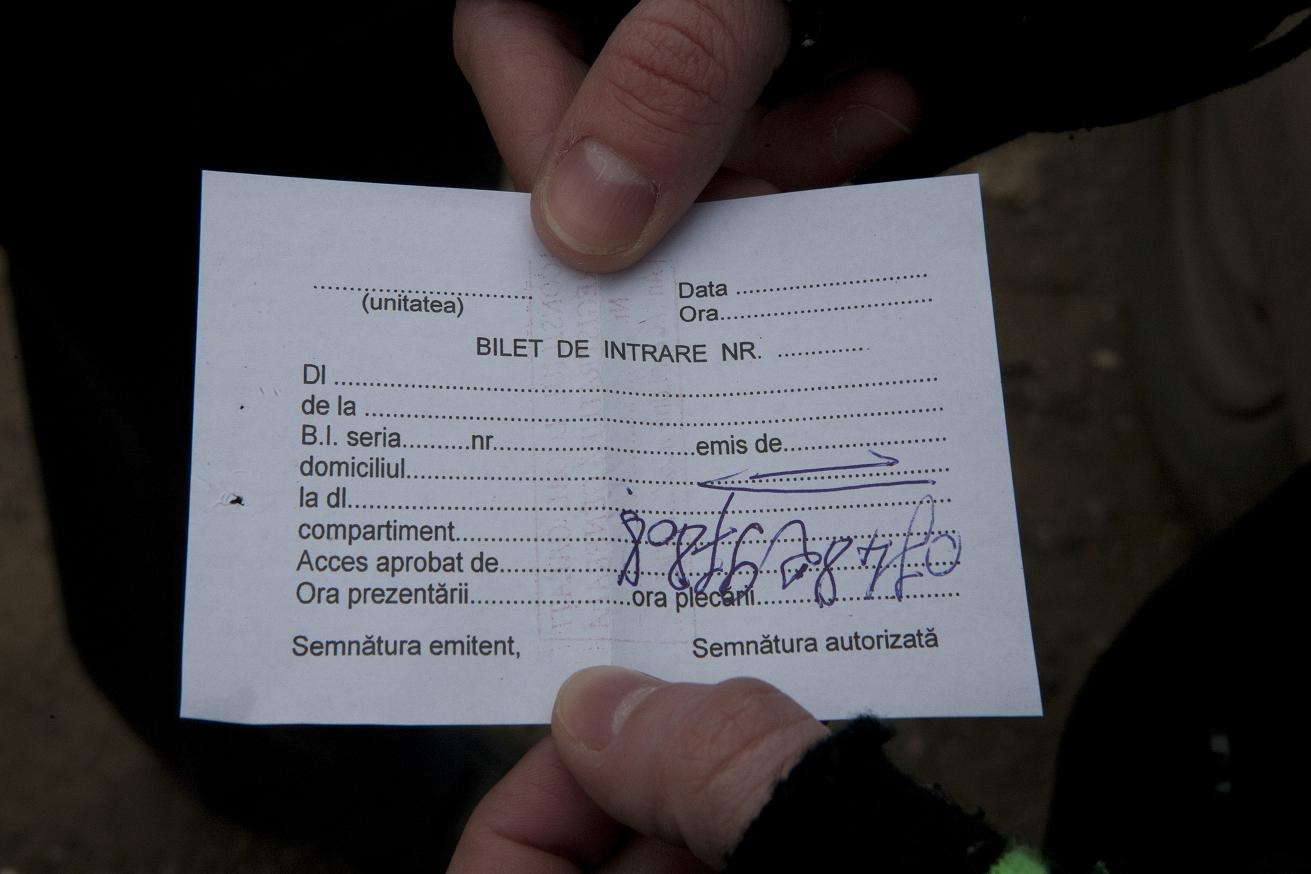 ........................................
(unitatea)
Data ...................................
Ora....................................
BILET DE INTRARE NR. ................
Dl ................................................................................
de la ............................................................................
B.I. seria.........nr..............................emis de.........................
domiciliul.......................................................................
la dl..............................................................................
compartiment..................................................................
Acces aprobat de............................................................
Ora prezentării........................ora plecării..............................
Semnătura emitent,
Semnătura autorizată